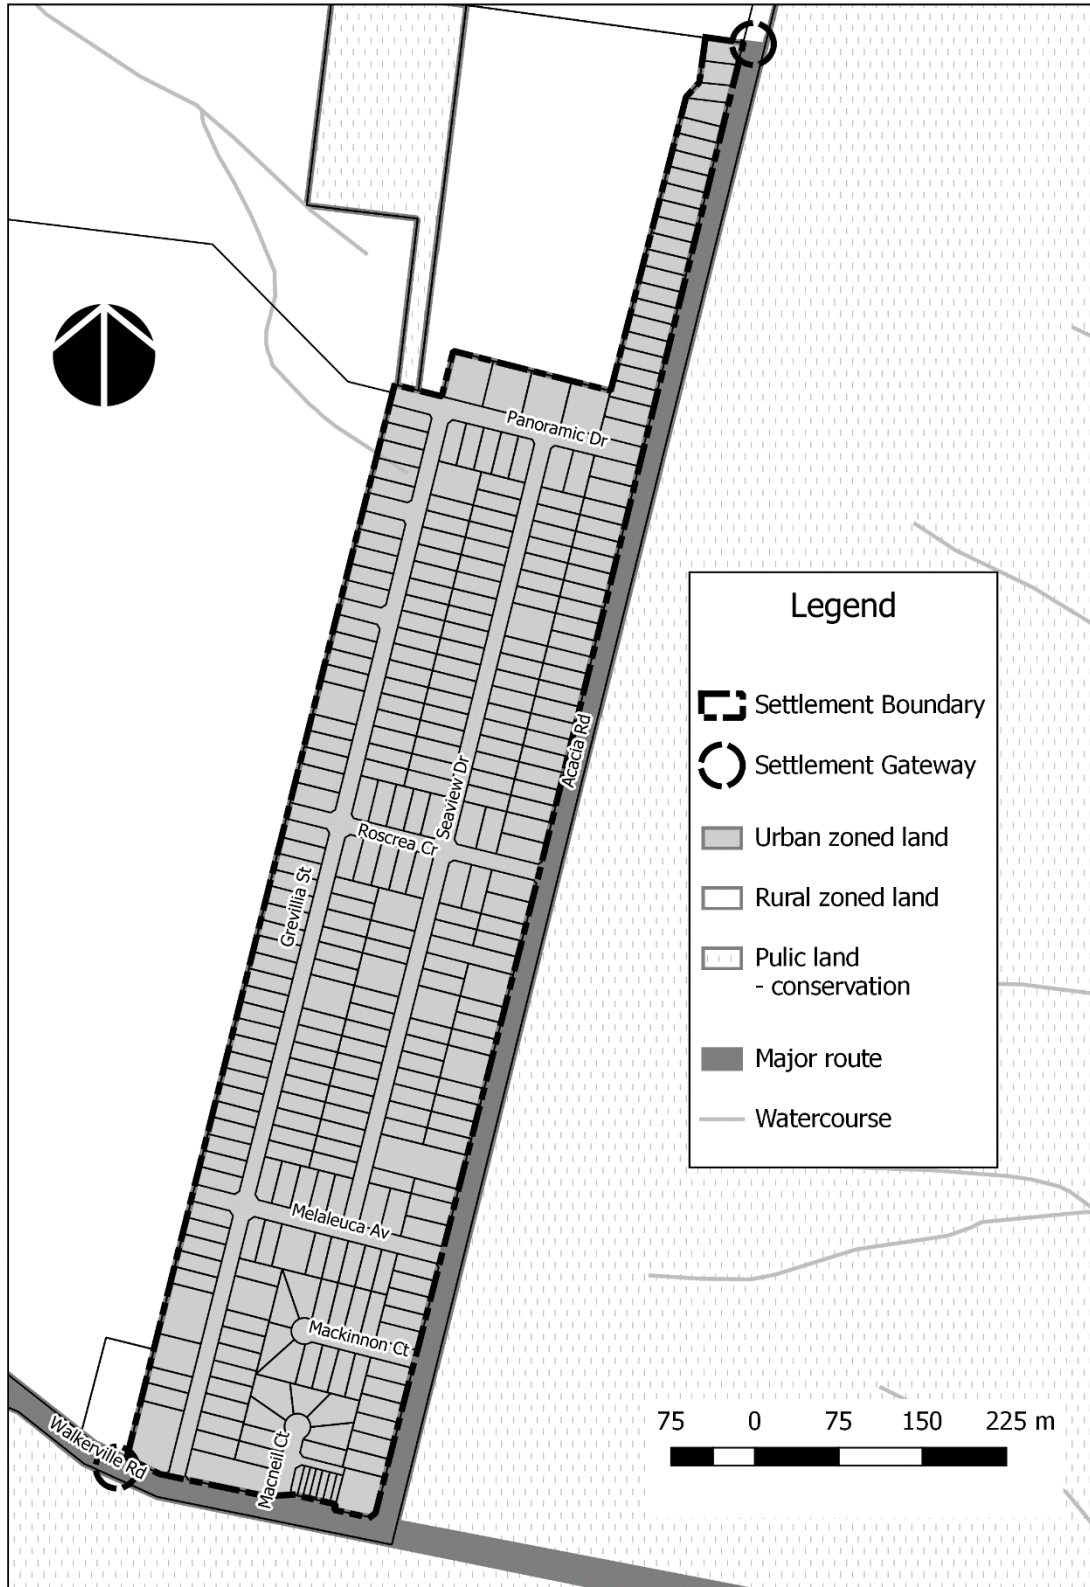 Panoramic Dr
Legend
Settlement Boundary
Settlement Gateway
Urban zoned land
Rural zoned land
Pulic land
- conservation
Major route
Watercourse
Acacia Rd
Seaview Dr
Roscrea Cr
Grevillia St
Melaleuca Av
Mackinnon Ct
Walkerville Rd
Macneil Ct
75 0 75 150 225 m